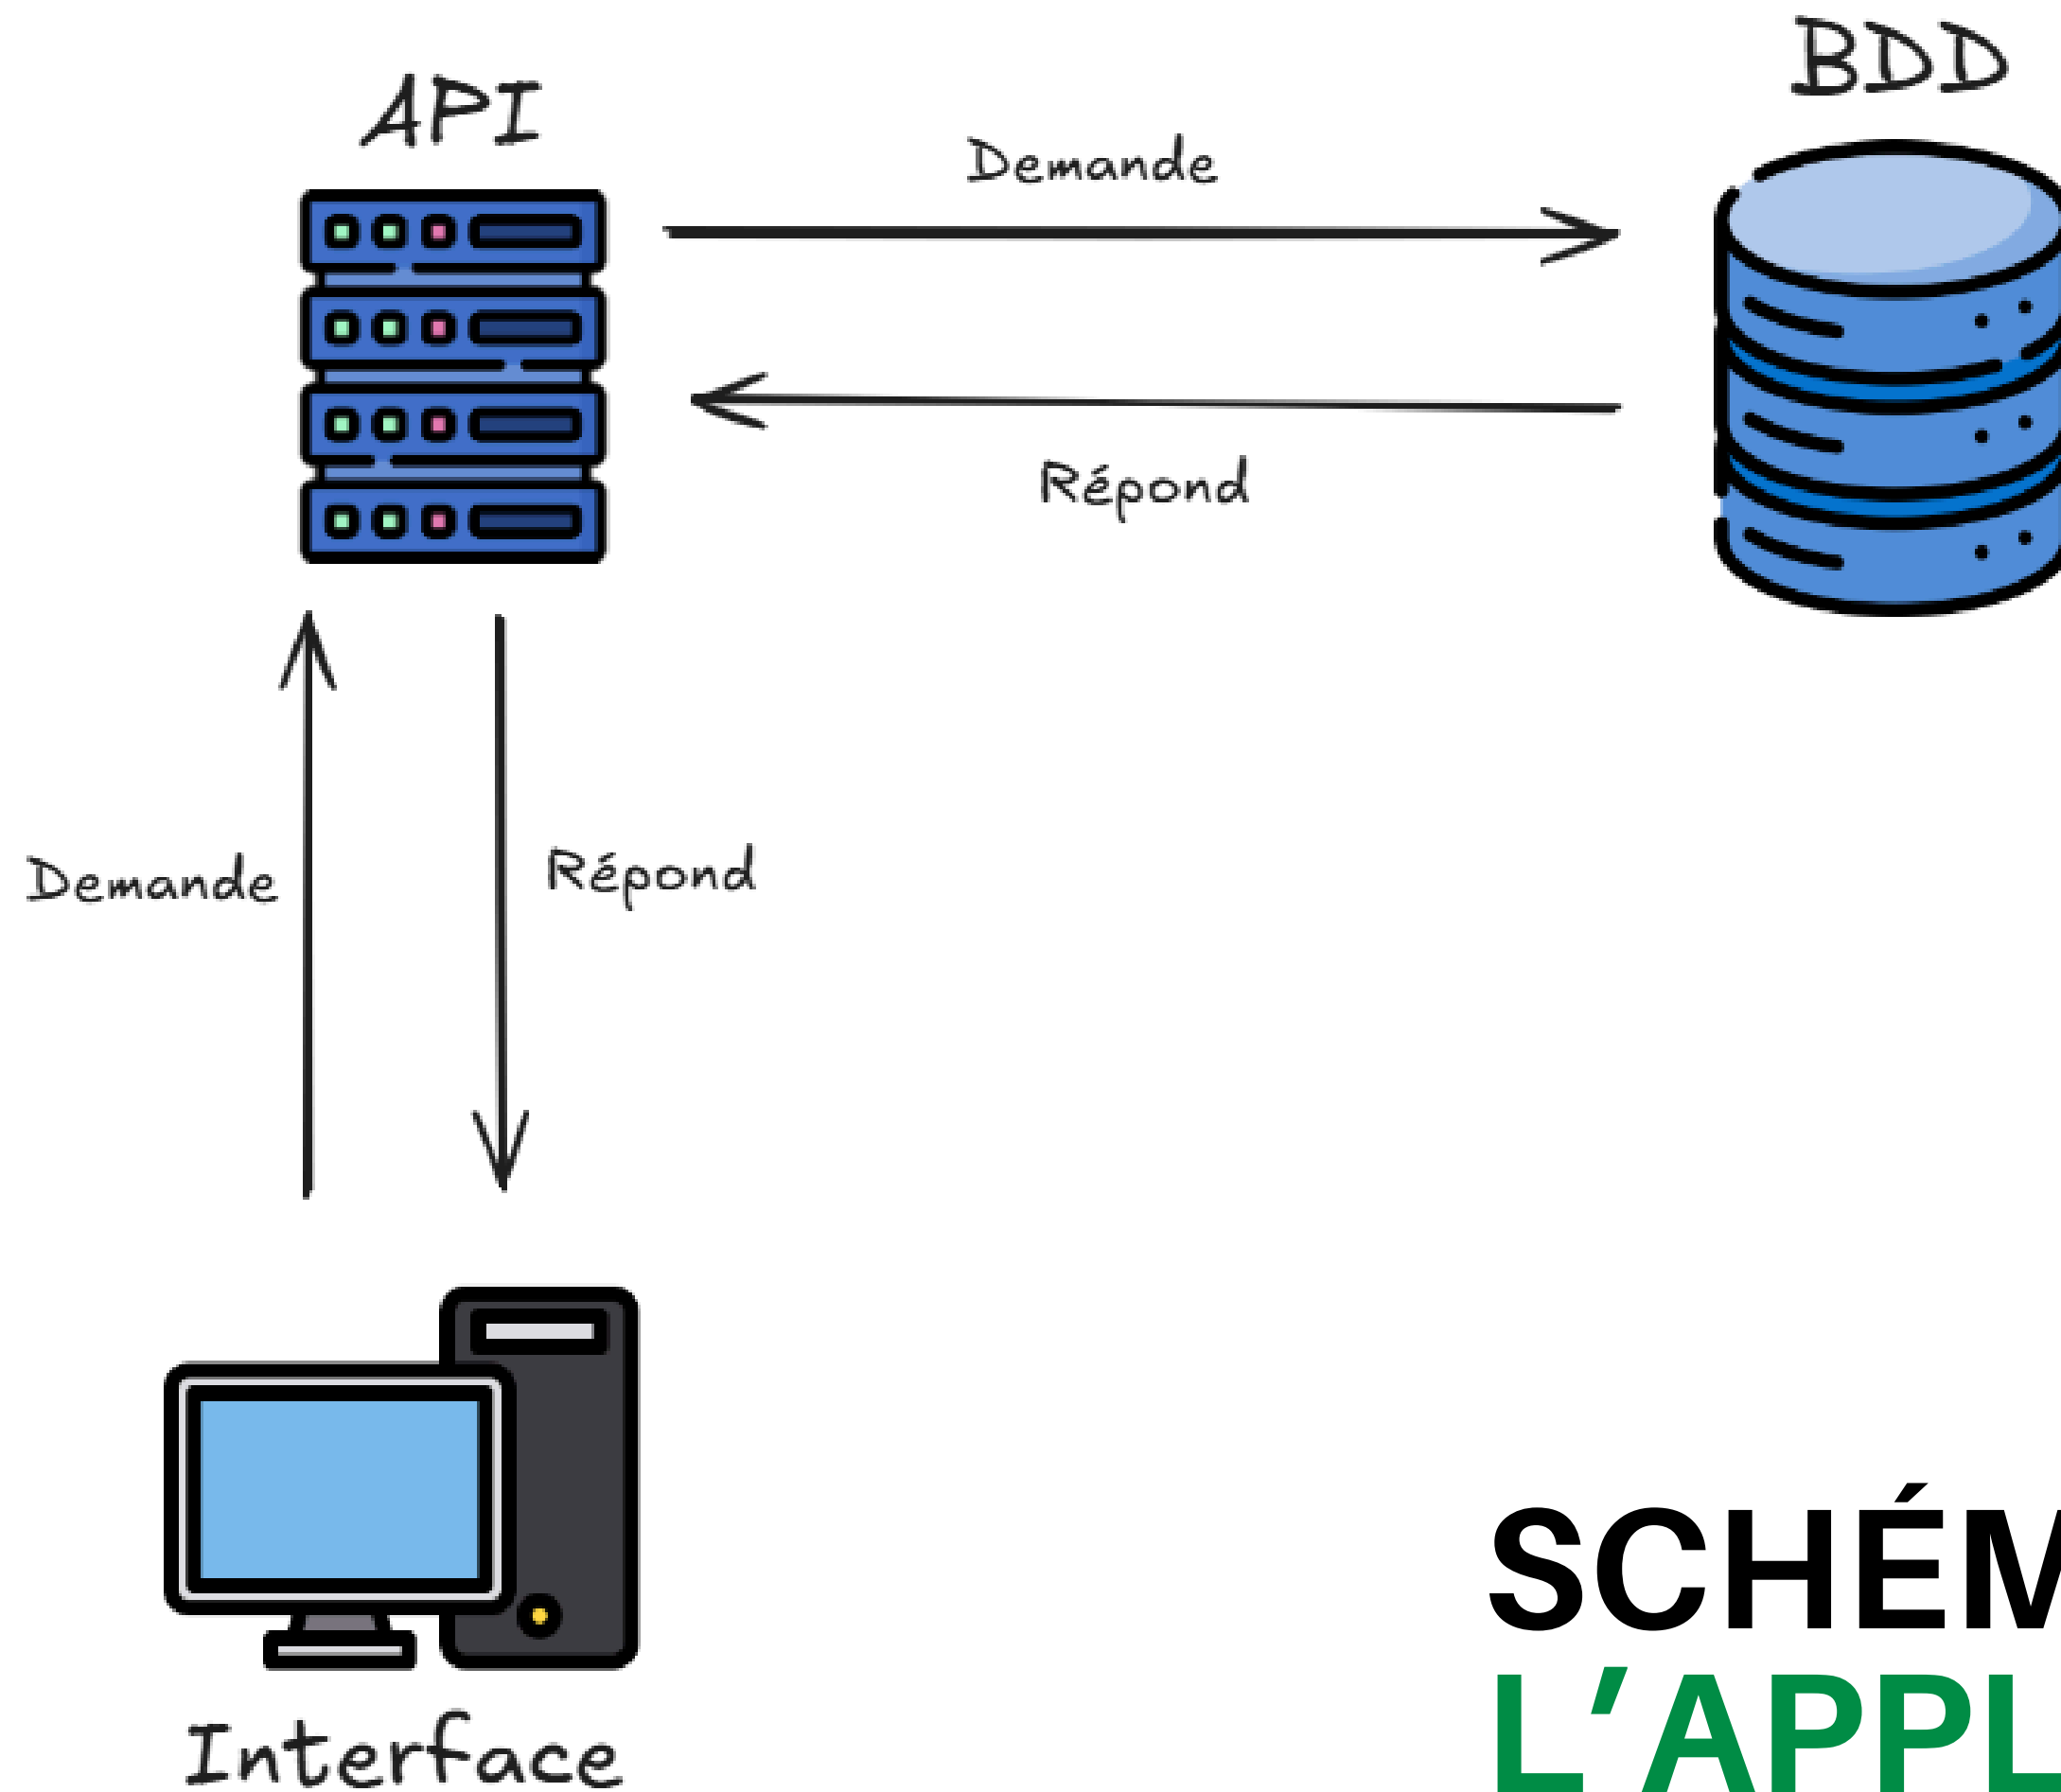 BDD
API
Demande
Répond
Demande
Répond
SCHÉM
L'APPL
Interface